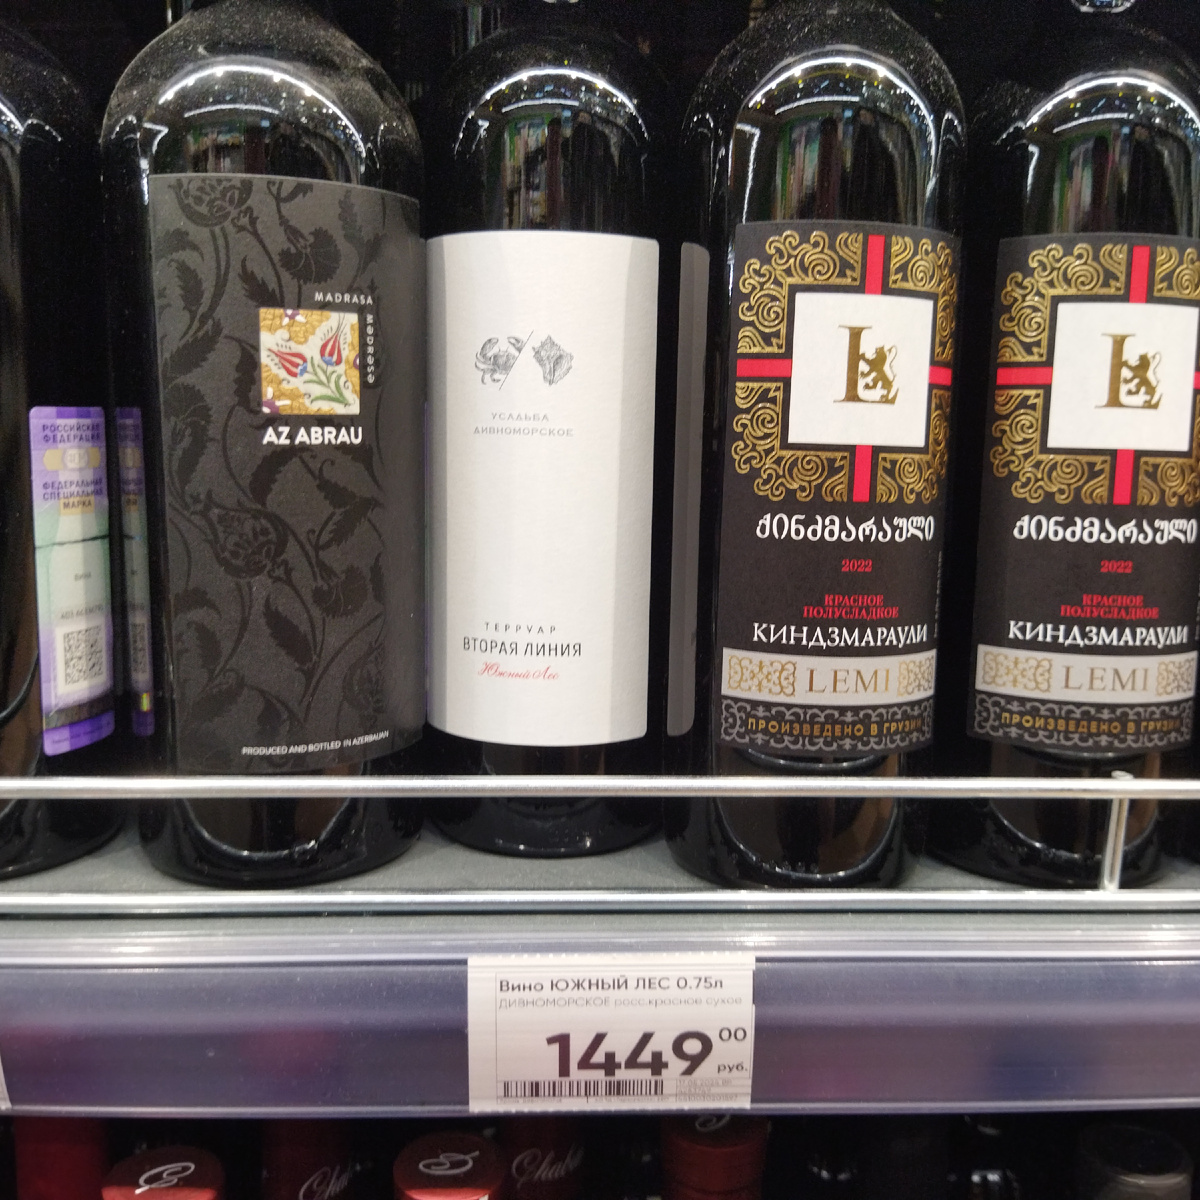 РОССИЙСКАЯ
ФЕДЕРАЦИЯ
ФЕДЕРАЛЬНАЯ
СПЕЦИАЛЬНАЯ
МАРКА
MADRASA
меdrese
AZ ABRAU
PRODUCED AND BOTTLED IN AZERBAIJAN
УСАДЬБА
ДИВНОМОРСКОЕ
ТЕРРУАР
ВТОРАЯ ЛИНИЯ
Южный Лес
L
ქინძმარაული
2022
КРАСНОЕ
ПОЛУСЛАДКОЕ
КИНДЗМАРАУЛИ
LEMI
ПРОИЗВЕДЕНО В ГРУЗИИ
L
ქინძმარაული
2022
КРАСНОЕ
ПОЛУСЛАДКОЕ
КИНДЗМАРАУЛИ
LEMI
ПРОИЗВЕДЕНО В ГРУЗИИ
Вино ЮЖНЫЙ ЛЕС 0.75л
ДИВНОМОРСКОЕ росс.красное сухое
1449 00
руб.